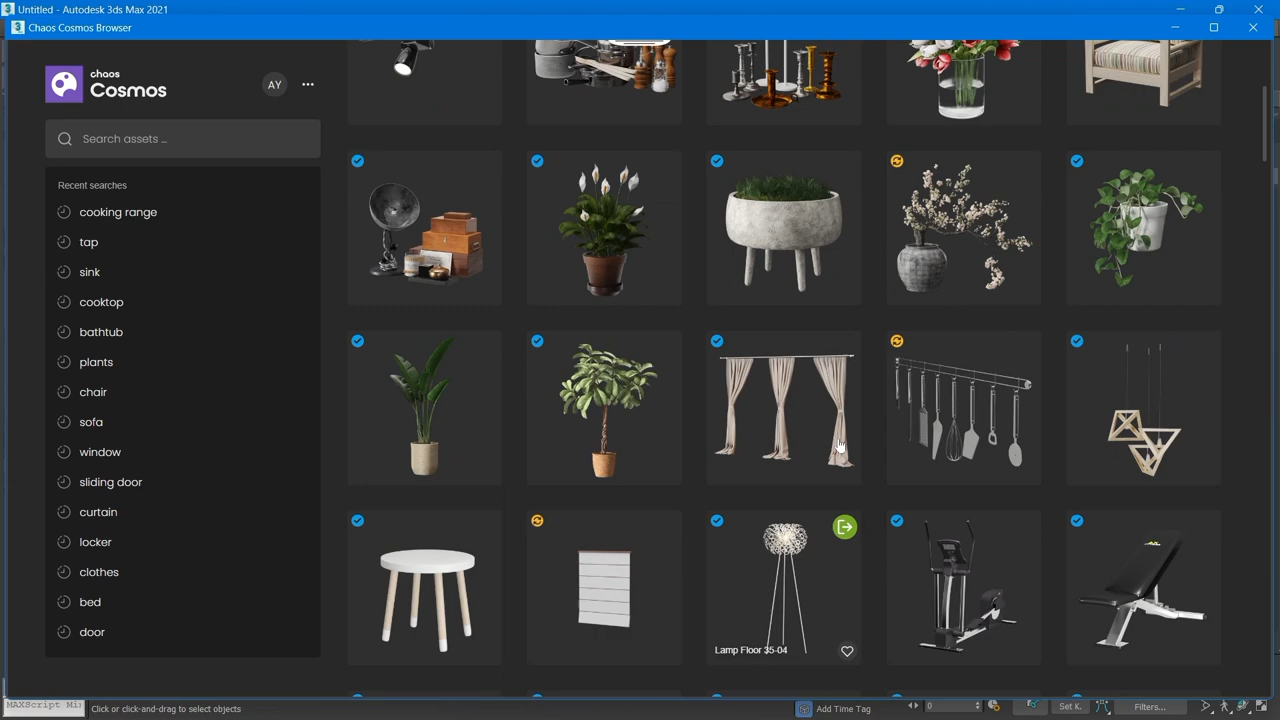 Untitled - Autodesk 3ds Max 2021
Chaos Cosmos Browser
chaos
Cosmos
AY
Search assets ...
Recent searches
cooking range
tap
sink
cooktop
bathtub
plants
chair
sofa
window
sliding door
curtain
locker
clothes
bed
door
Lamp Floor 35-04
MAXScript Mi
Click or click-and-drag to select objects
Add Time Tag
0
Set K.
Filters...